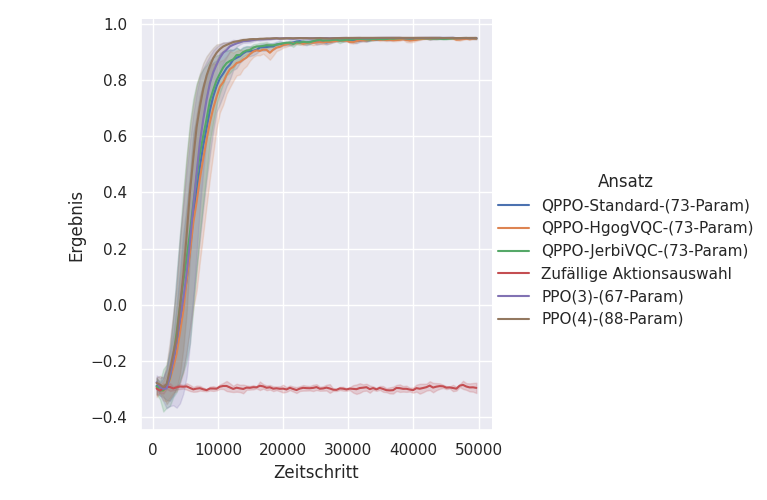 1.0
0.8
0.6
0.4
0.2
0.0
−0.2
−0.4
Ergebnis
0 10000 20000 30000 40000 50000
Zeitschritt
Ansatz
QPPO-Standard-(73-Param)
QPPO-HgogVQC-(73-Param)
QPPO-JerbiVQC-(73-Param)
Zufällige Aktionsauswahl
PPO(3)-(67-Param)
PPO(4)-(88-Param)